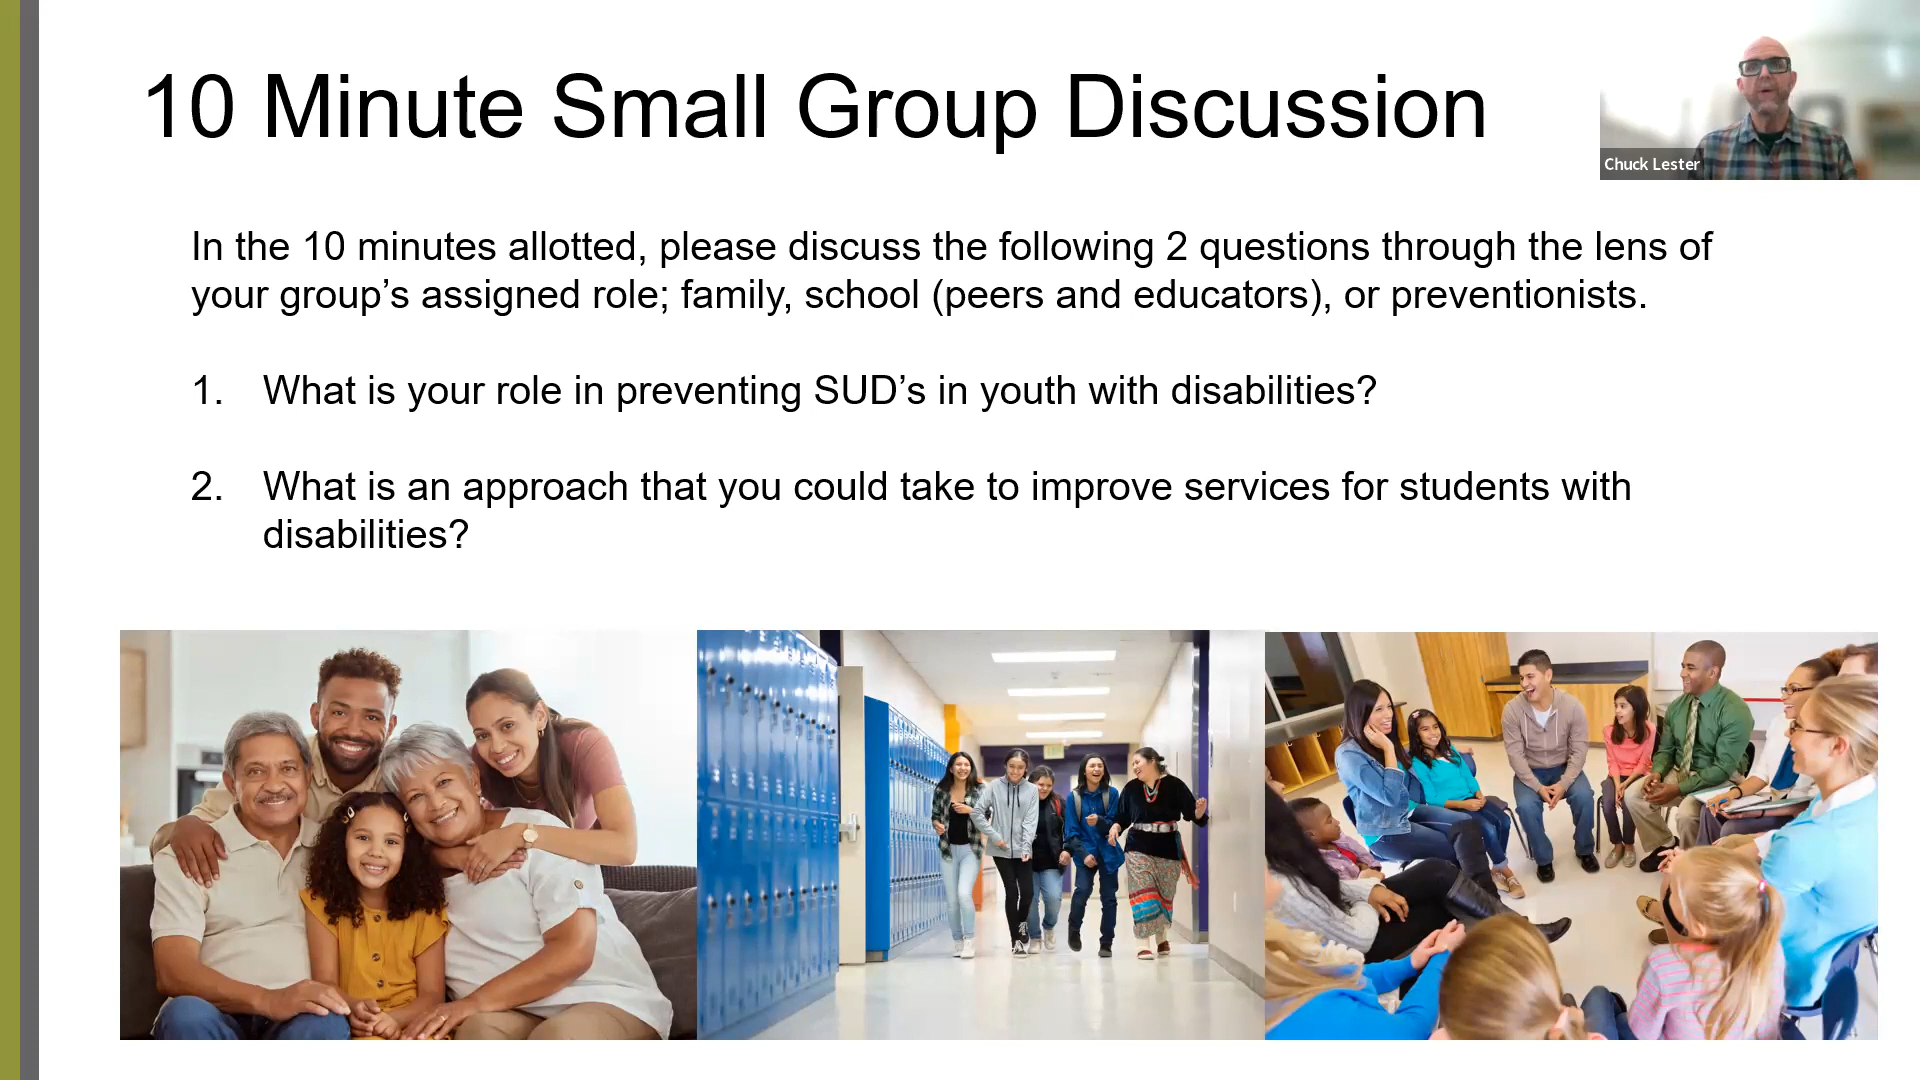 10 Minute Small Group Discussion
Chuck Lester
In the 10 minutes allotted, please discuss the following 2 questions through the lens of
your group’s assigned role; family, school (peers and educators), or preventionists.
1. What is your role in preventing SUD’s in youth with disabilities?
2. What is an approach that you could take to improve services for students with
disabilities?